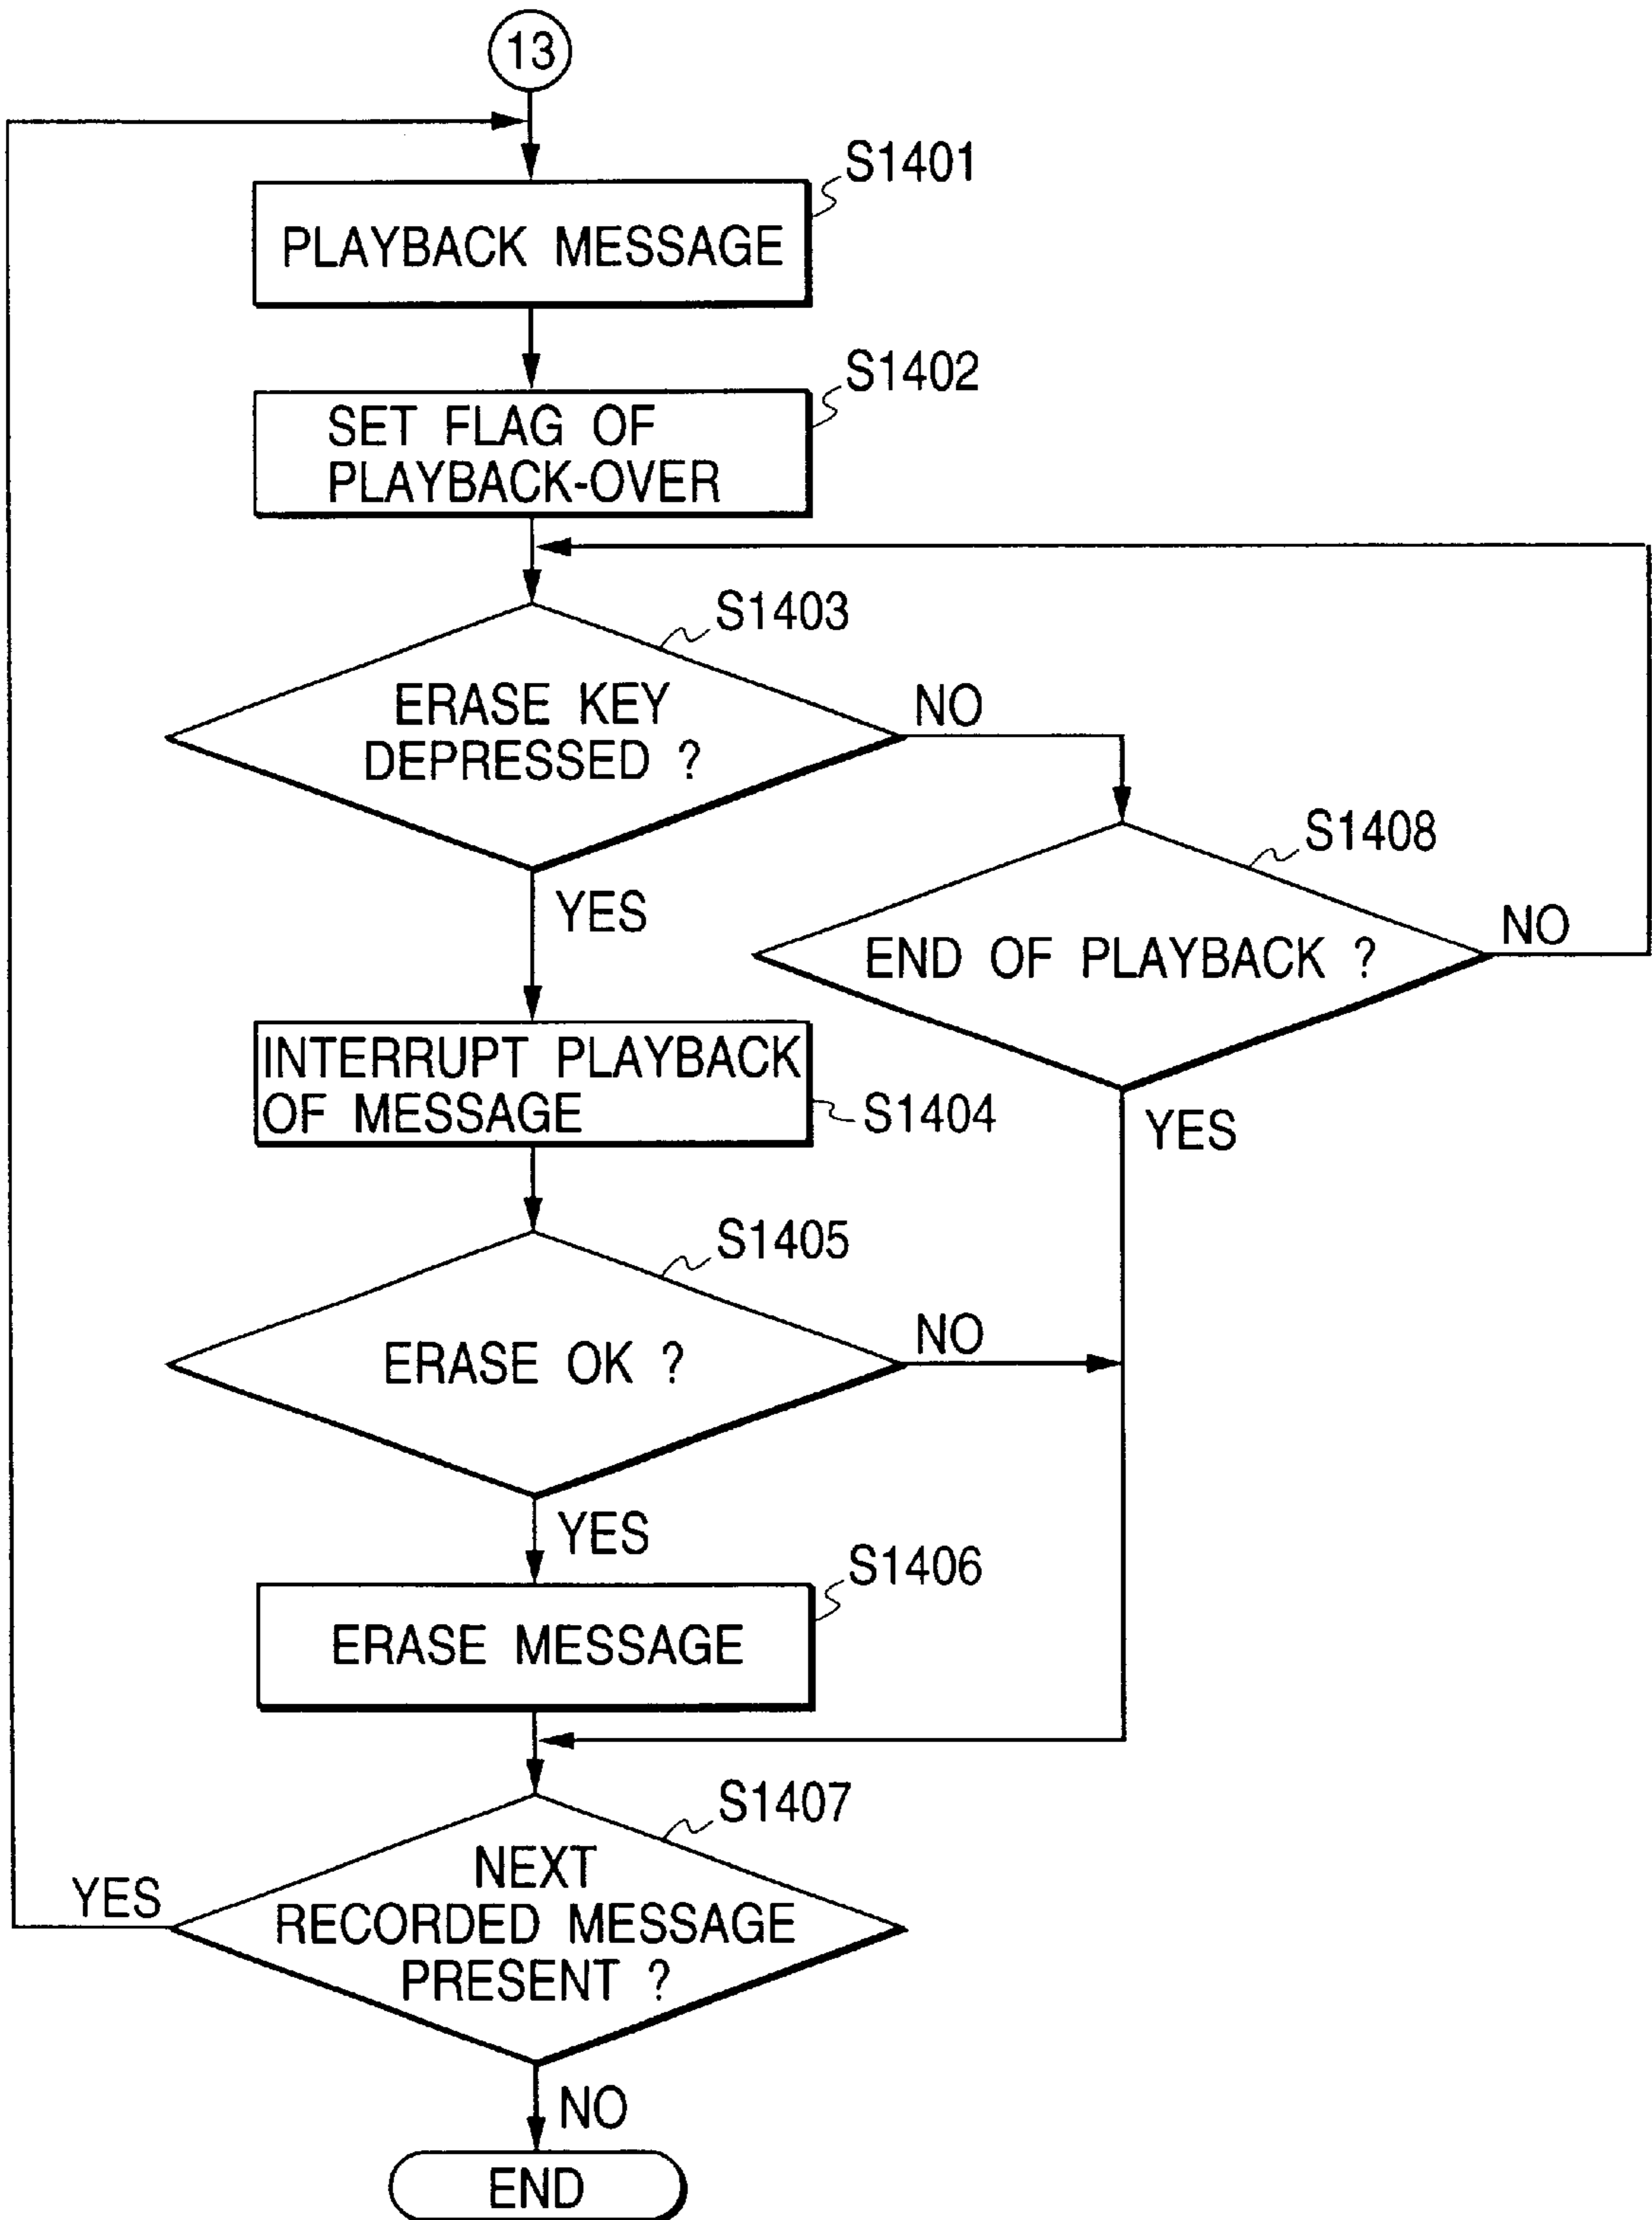 13
S1401
PLAYBACK MESSAGE
S1402
SET FLAG OF
PLAYBACK-OVER
S1403
ERASE KEY
DEPRESSED ?
NO
S1408
YES
END OF PLAYBACK ?
NO
INTERRUPT PLAYBACK
OF MESSAGE
S1404
YES
S1405
ERASE OK ?
NO
YES
S1406
ERASE MESSAGE
S1407
NEXT
RECORDED MESSAGE
PRESENT ?
YES
NO
END